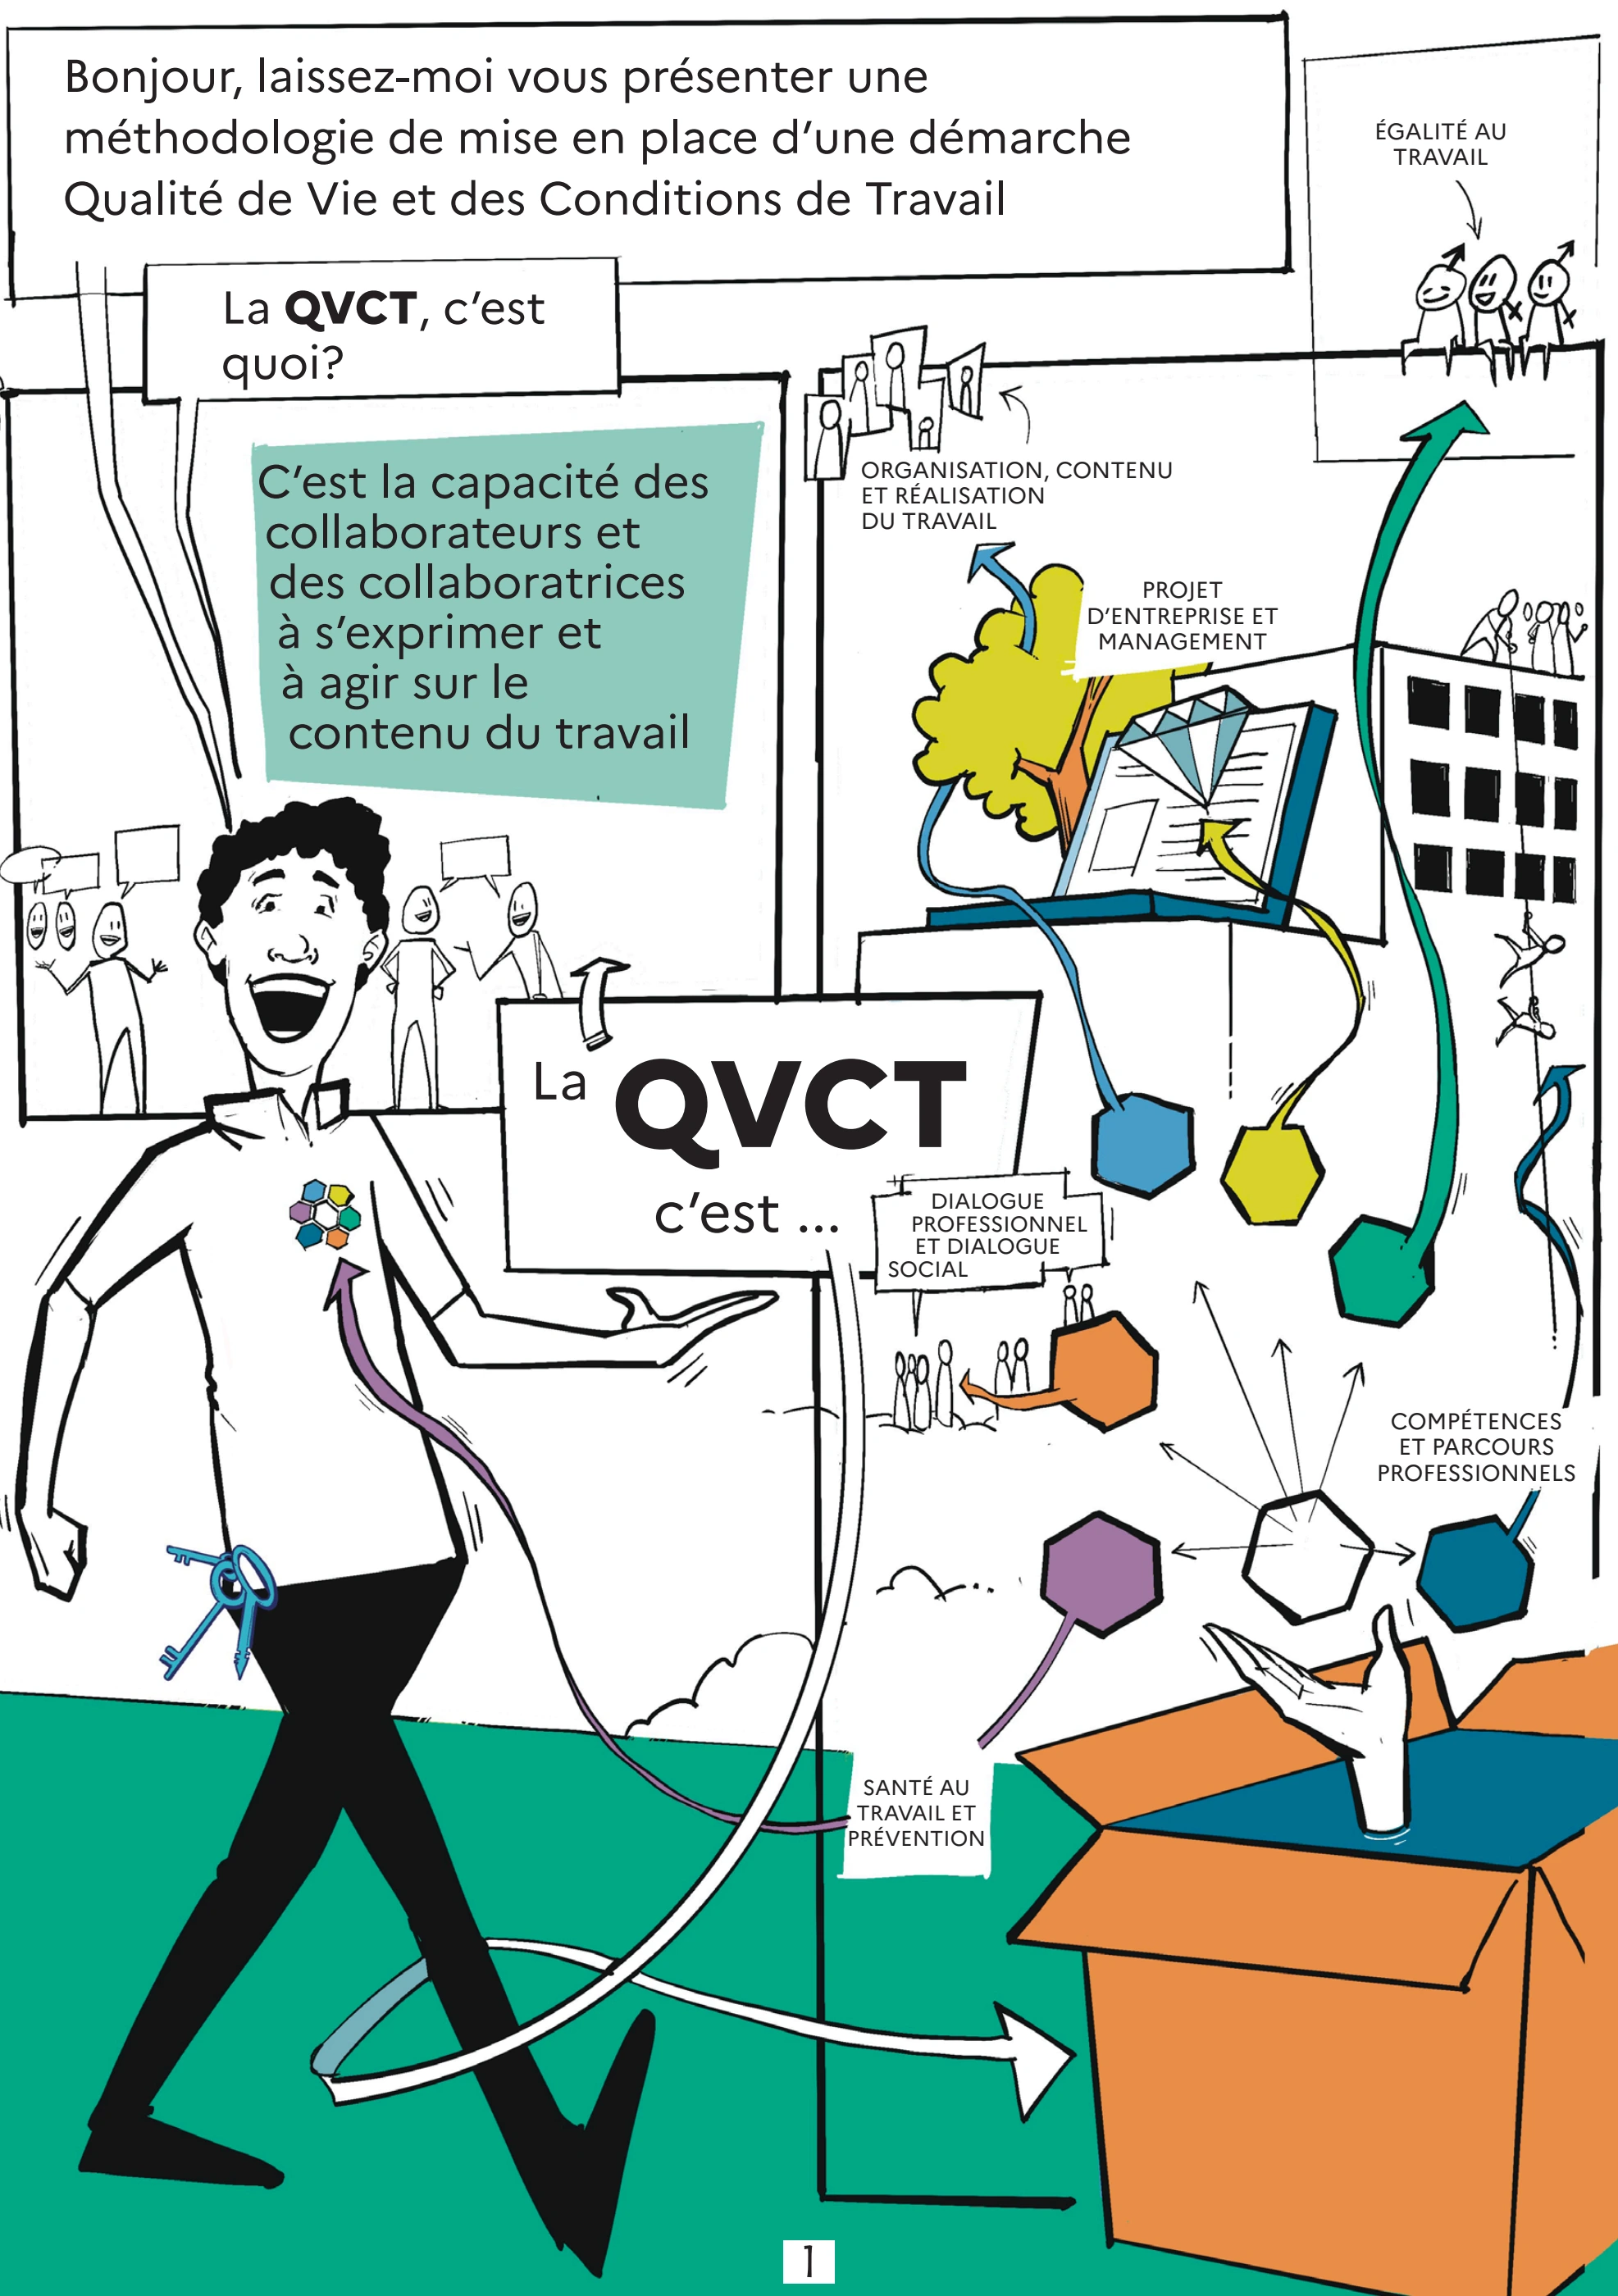 Bonjour, laissez-moi vous présenter une
méthodologie de mise en place d'une démarche
Qualité de Vie et des Conditions de Travail
ÉGALITÉ AU
TRAVAIL
La QVCT, c'est
quoi?
C'est la capacité des
collaborateurs et
des collaboratrices
à s'exprimer et
à agir sur le
contenu du travail
ORGANISATION, CONTENU
ET RÉALISATION
DU TRAVAIL
PROJET
D'ENTREPRISE ET
MANAGEMENT
La QVCT
c'est ...
DIALOGUE
PROFESSIONNEL
ET DIALOGUE
SOCIAL
COMPÉTENCES
ET PARCOURS
PROFESSIONNELS
SANTÉ AU
TRAVAIL ET
PRÉVENTION
1